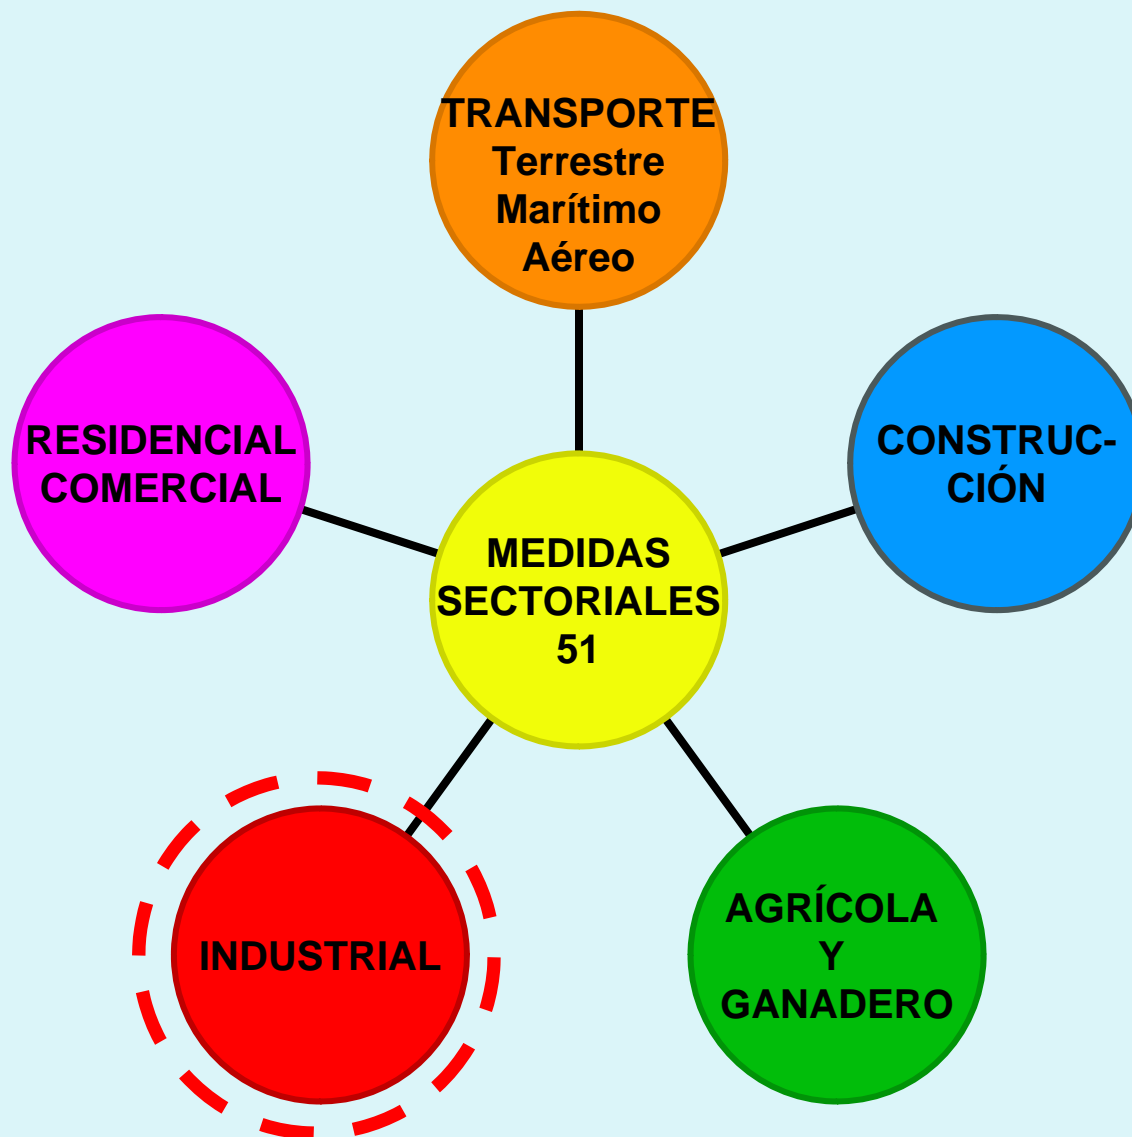 TRANSPORTE
Terrestre
Marítimo
Aéreo
RESIDENCIAL
COMERCIAL
CONSTRUC-
CIÓN
MEDIDAS
SECTORIALES
51
INDUSTRIAL
AGRÍCOLA
Y
GANADERO